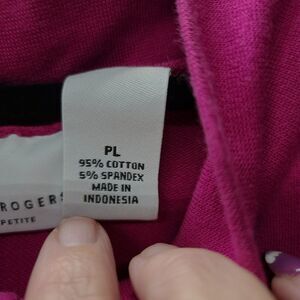 PL
95% COTTON
5% SPANDEX
MADE IN
INDONESIA
ROGERS
PETITE